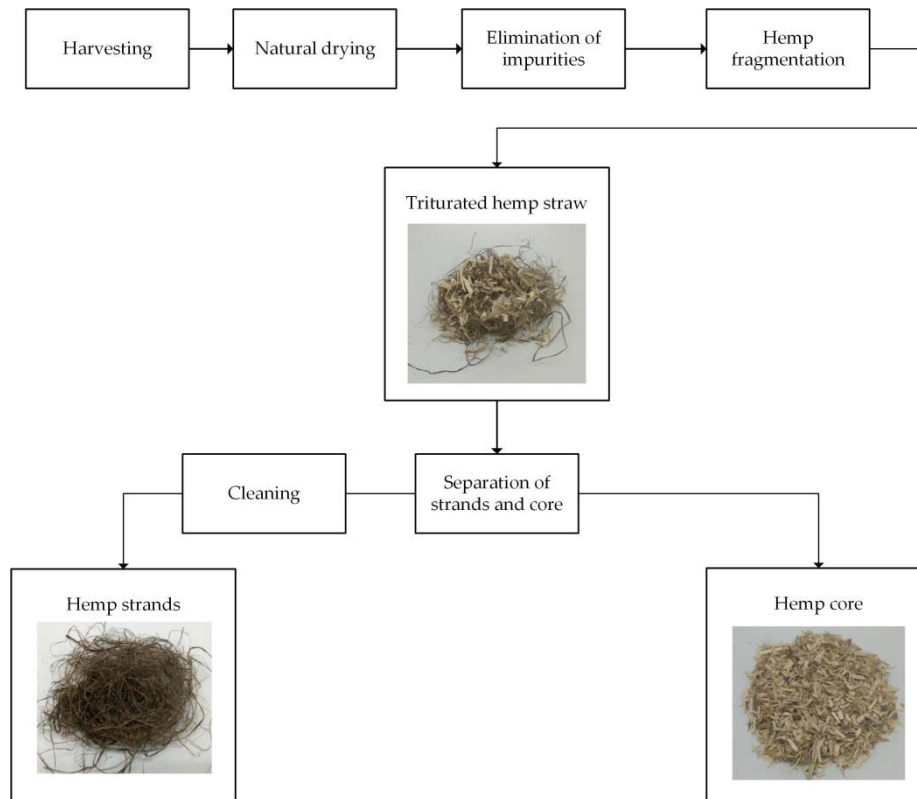 Harvesting
Natural drying
Elimination of
impurities
Hemp
fragmentation
Triturated hemp straw
Cleaning
Separation of
strands and core
Hemp strands
Hemp core